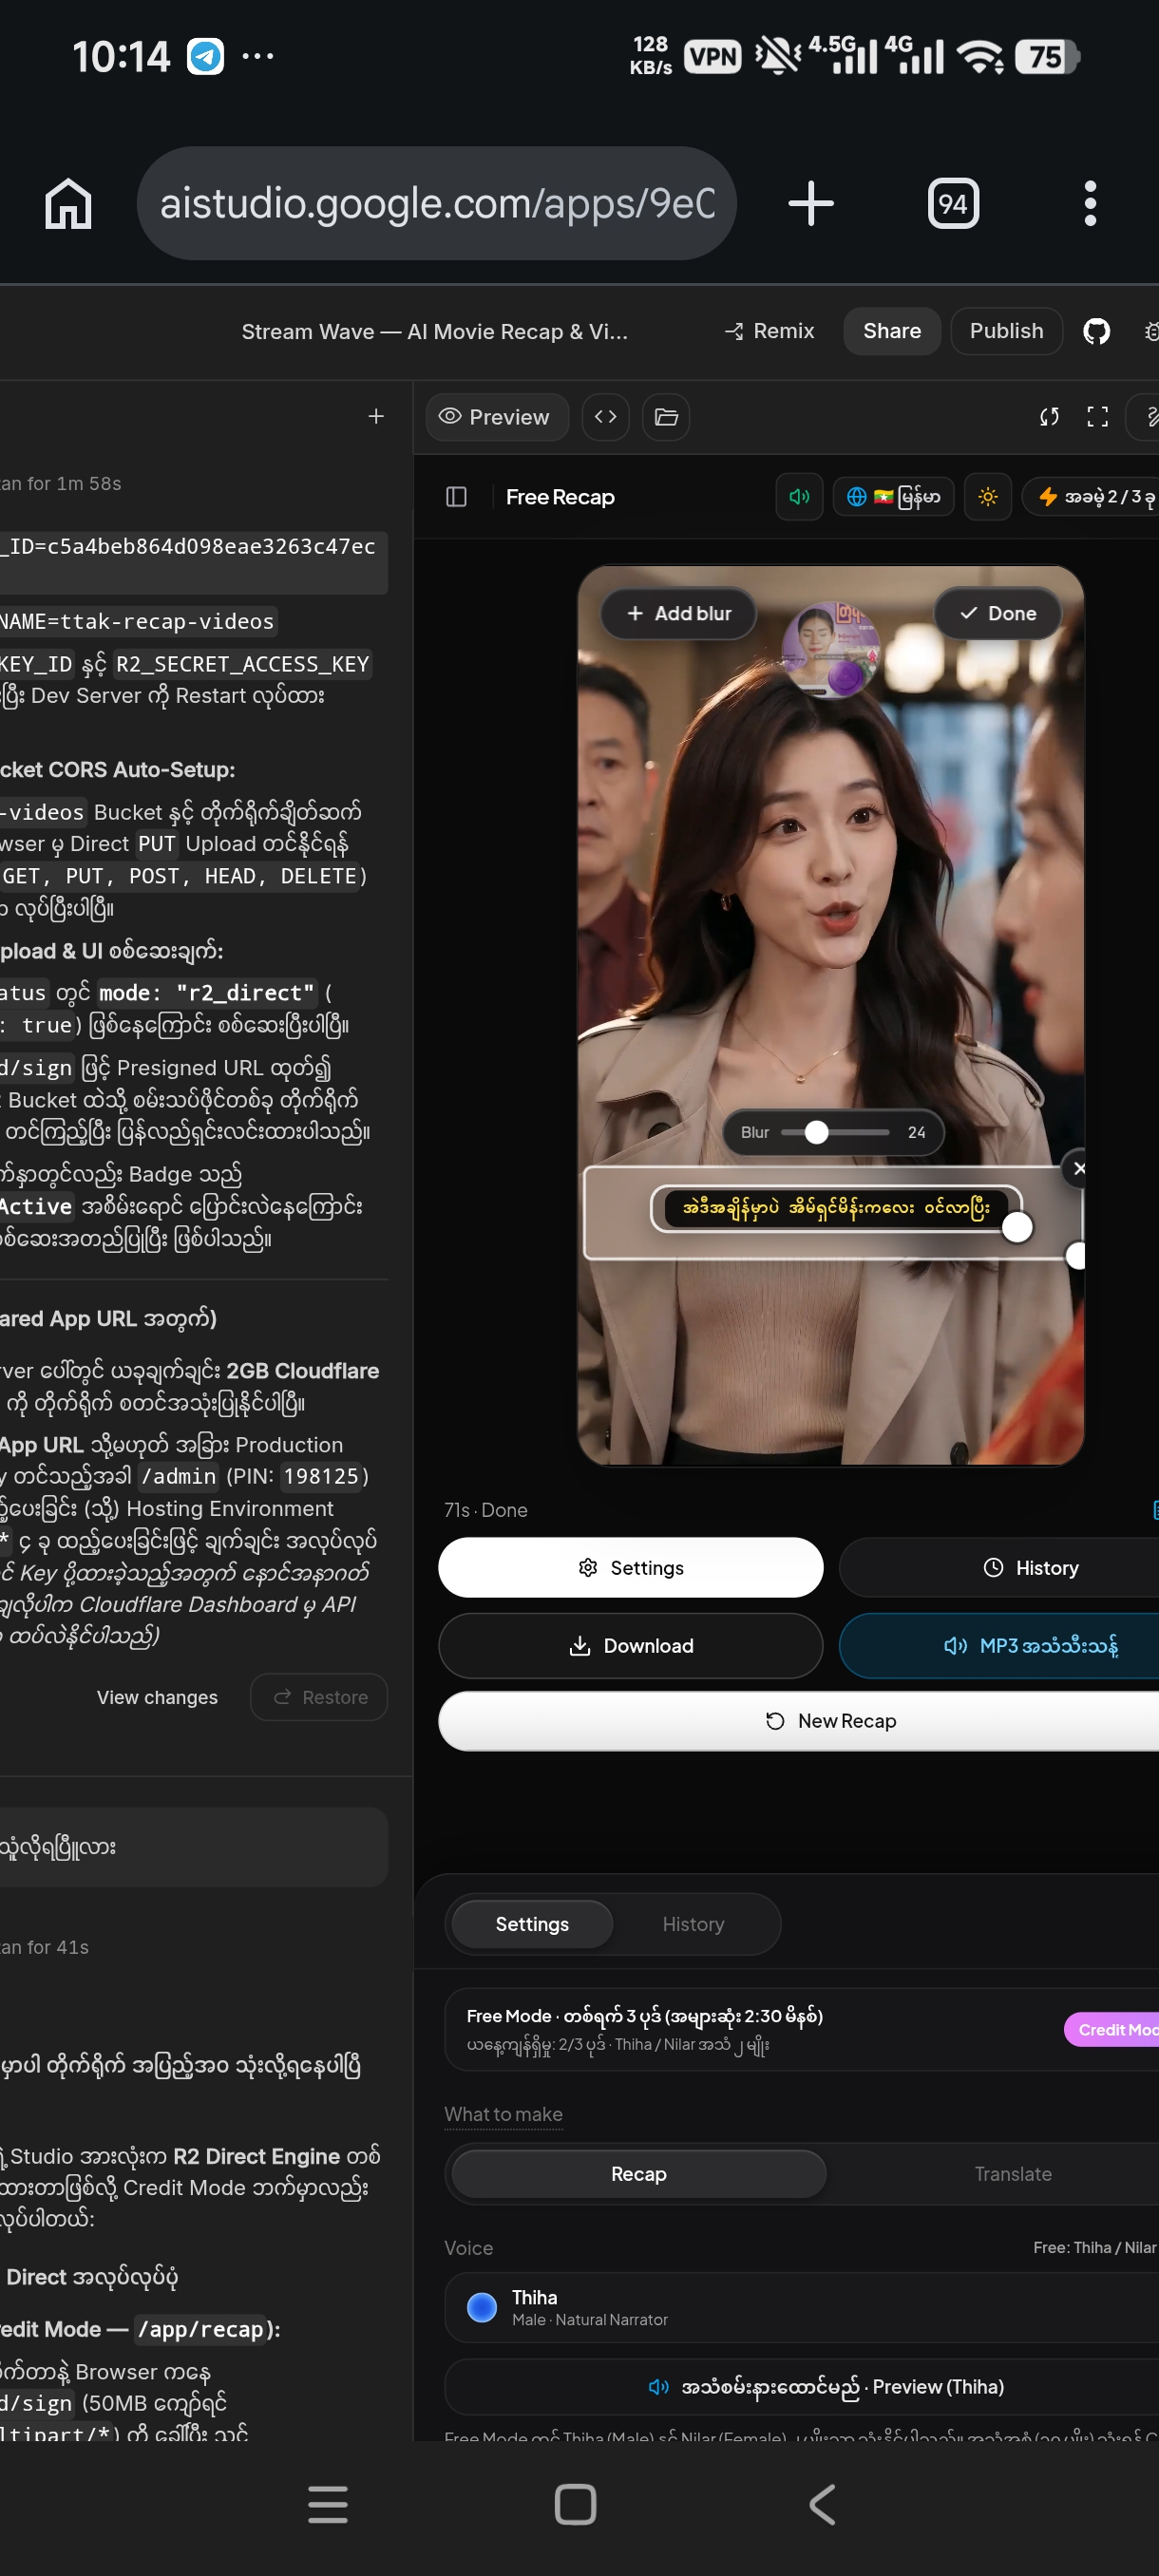 10:14
128 KB/s
VPN
4.5G
4G
75
aistudio.google.com/apps/9e0
94
Stream Wave — AI Movie Recap & Vi...
Remix
Share
Publish
an for 1m 58s
_ID=c5a4beb864d098eae3263c47ec
NAME=ttak-recap-videos
KEY_ID နှင့် R2_SECRET_ACCESS_KEY
းပြီး Dev Server ကို Restart လုပ်ထား
cket CORS Auto-Setup:
-videos Bucket နှင့် တိုက်ရိုက်ချိတ်ဆက်
wser မှ Direct PUT Upload တင်နိုင်ရန်
GET, PUT, POST, HEAD, DELETE)
လုပ်ပြီးပါပြီ။
pload & UI စစ်ဆေးချက်:
atus တွင် mode: "r2_direct" (
: true) ဖြစ်နေကြောင်း စစ်ဆေးပြီးပါပြီ။
d/sign ဖြင့် Presigned URL ထုတ်၍
Bucket ထဲသို့ စမ်းသပ်ဖိုင်တစ်ခု တိုက်ရိုက်
တင်ကြည့်ပြီး ပြန်လည်ရှင်းလင်းထားပါသည်။
က်နှာတွင်လည်း Badge သည်
Active အစိမ်းရောင် ပြောင်းလဲနေကြောင်း
စစ်ဆေးအတည်ပြုပြီး ဖြစ်ပါသည်။
ared App URL အတွက်)
rver ပေါ်တွင် ယခုချက်ချင်း 2GB Cloudflare
ကို တိုက်ရိုက် စတင်အသုံးပြုနိုင်ပါပြီ။
App URL သို့မဟုတ် အခြား Production
y တင်သည့်အခါ /admin (PIN: 198125)
ည့်ပေးခြင်း (သို့) Hosting Environment
* ၄ ခု ထည့်ပေးခြင်းဖြင့် ချက်ချင်း အလုပ်လုပ်
င် Key ပို့ထားခဲ့သည့်အတွက် နောင်အနာဂတ်
ချလိုပါက Cloudflare Dashboard မှ API
ထပ်လဲနိုင်ပါသည်)
View changes
Restore
သုံလိုရပြီူလား
an for 41s
မှာပါ တိုက်ရိုက် အပြည့်အဝ သုံးလို့ရနေပါပြီ
ရဲ့ Studio အားလုံးက R2 Direct Engine တစ်
ထားတာဖြစ်လို့ Credit Mode ဘက်မှာလည်း
လုပ်ပါတယ်:
Direct အလုပ်လုပ်ပုံ
redit Mode — /app/recap):
ိုက်တာနဲ့ Browser ကနေ
d/sign (50MB ကျော်ရင်
ltipart/*) ကို ခေါ်ပြီး သင့်
Preview
Free Recap
မြန်မာ
အခမဲ့ 2 / 3 ခု
Add blur
Done
Blur
24
အဲဒီအချိန်မှာပဲ အိမ်ရှင်မိန်းကလေး ဝင်လာပြီး
71s · Done
Settings
History
Download
MP3 အသံသီးသန့်
New Recap
Settings
History
Free Mode · တစ်ရက် 3 ပုဒ် (အများဆုံး 2:30 မိနစ်)
ယနေ့ကျန်ရှိမှု: 2/3 ပုဒ် · Thiha / Nilar အသံ ၂ မျိုး
Credit Mod
What to make
Recap
Translate
Voice
Free: Thiha / Nilar
Thiha
Male · Natural Narrator
အသံစမ်းနားထောင်မည် · Preview (Thiha)
Free Mode တွင် Thiha (Male) နှင့် Nilar (Female)